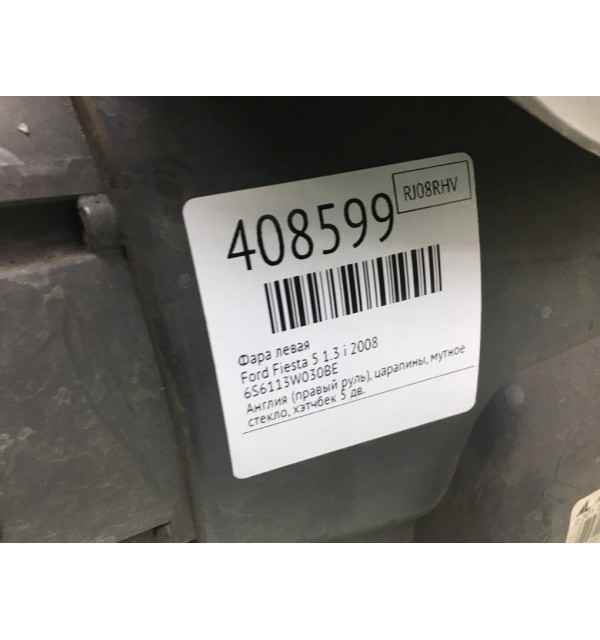 RJ08RHV
408599
Фара левая
Ford Fiesta 5 1.3 i 2008
6S6113W030BE
Англия (правый руль), царапины, мутное
стекло, хэтчбек 5 дв.